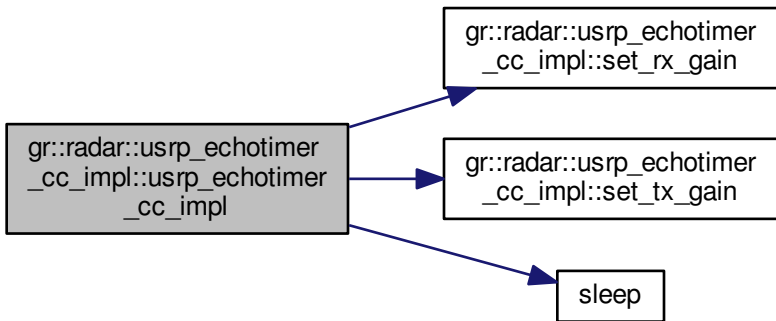 gr::radar::usrp_echotimer
_cc_impl::set_rx_gain
gr::radar::usrp_echotimer
_cc_impl::usrp_echotimer
_cc_impl
gr::radar::usrp_echotimer
_cc_impl::set_tx_gain
sleep